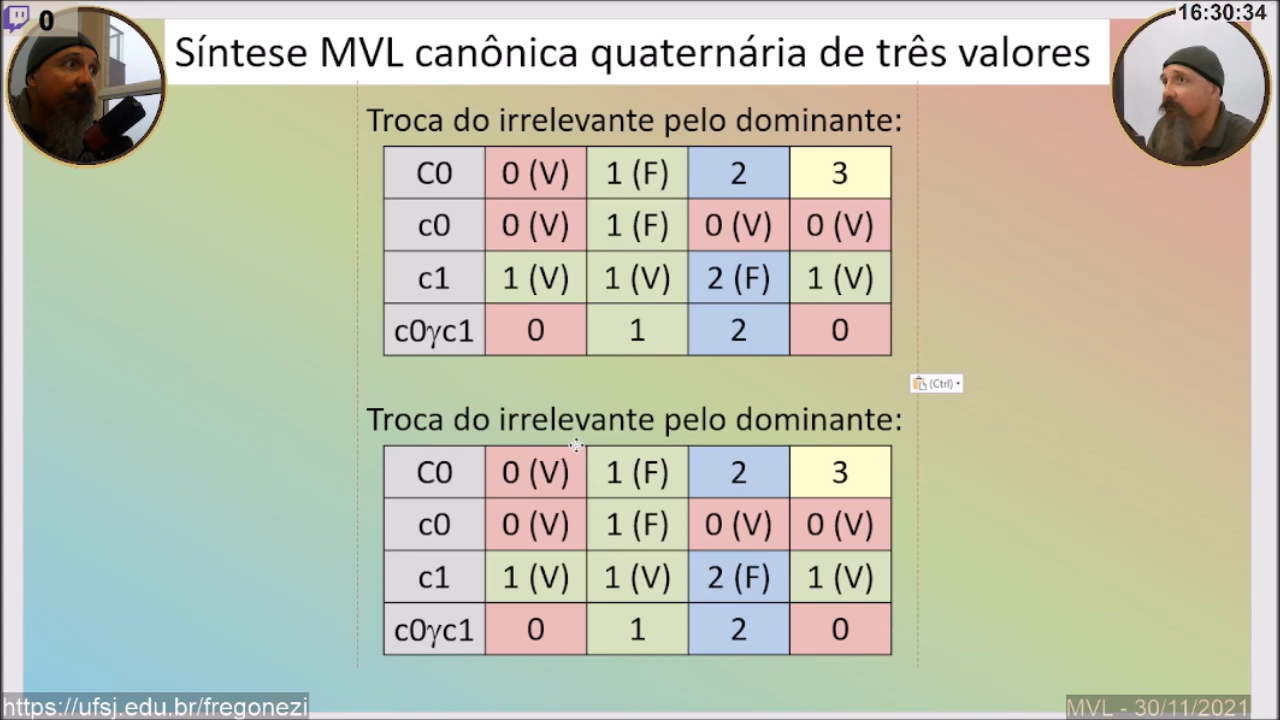 0
16:30:34
Síntese MVL canônica quaternária de três valores
Troca do irrelevante pelo dominante:
C0 0 (V) 1 (F) 2 3
c0 0 (V) 1 (F) 0 (V) 0 (V)
c1 1 (V) 1 (V) 2 (F) 1 (V)
c0γc1 0 1 2 0
(Ctrl)
Troca do irrelevante pelo dominante:
C0 0 (V) 1 (F) 2 3
c0 0 (V) 1 (F) 0 (V) 0 (V)
c1 1 (V) 1 (V) 2 (F) 1 (V)
c0γc1 0 1 2 0
https://ufsj.edu.br/fregonezi
MVL - 30/11/2021